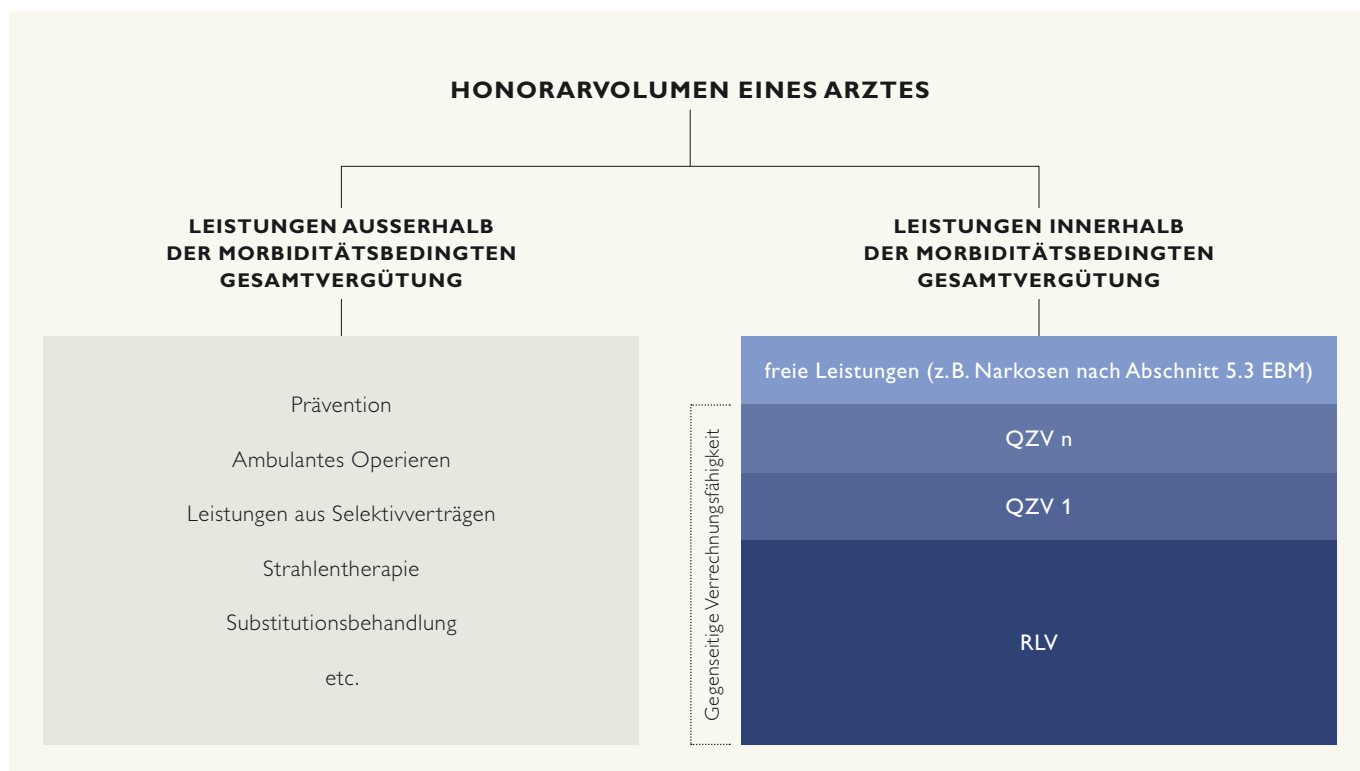 HONORARVOLUMEN EINES ARZTES
LEISTUNGEN AUSSERHALB
DER MORBIDITÄTSBEDINGTEN
GESAMTVERGÜTUNG
Prävention
Ambulantes Operieren
Leistungen aus Selektivverträgen
Strahlentherapie
Substitutionsbehandlung
etc.
LEISTUNGEN INNERHALB
DER MORBIDITÄTSBEDINGTEN
GESAMTVERGÜTUNG
freie Leistungen (z.B. Narkosen nach Abschnitt 5.3 EBM)
Gegenseitige Verrechnungsfähigkeit
QZV n
QZV 1
RLV